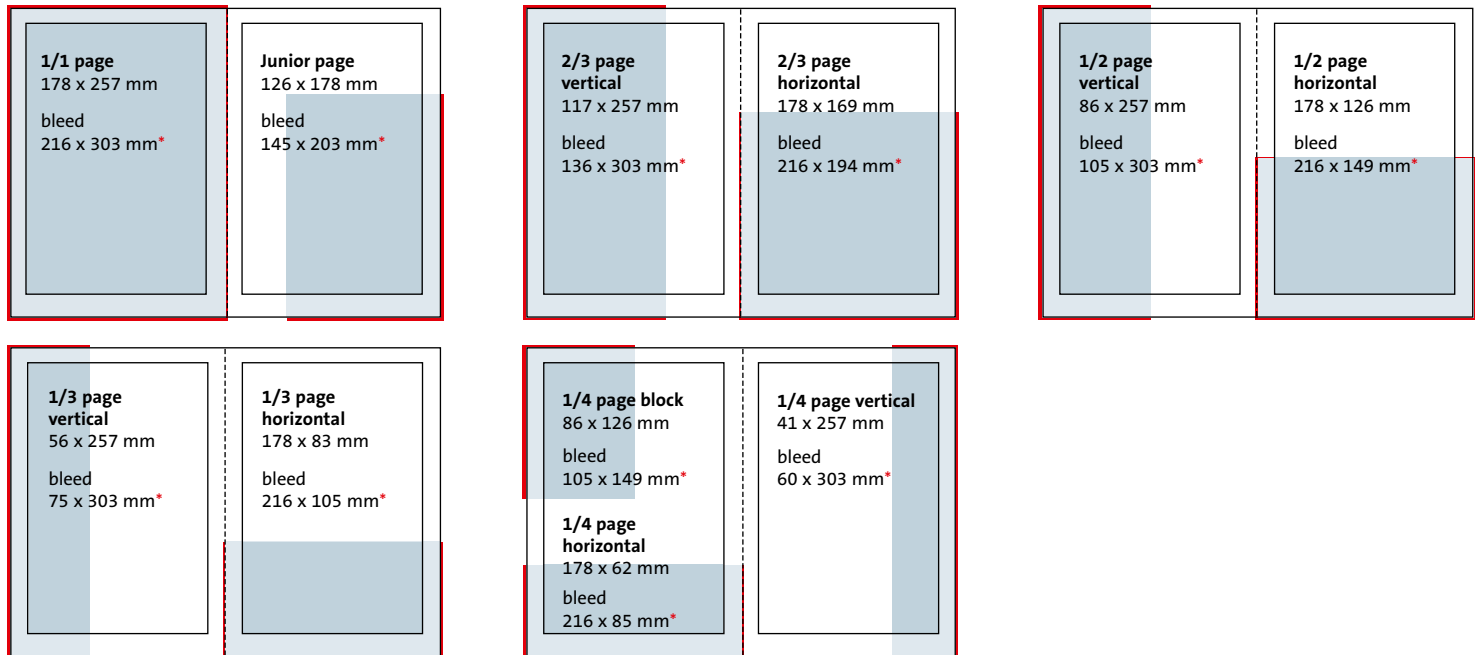 1/1 page
178 x 257 mm
bleed
216 x 303 mm*
Junior page
126 x 178 mm
bleed
145 x 203 mm*
2/3 page
vertical
117 x 257 mm
bleed
136 x 303 mm*
2/3 page
horizontal
178 x 169 mm
bleed
216 x 194 mm*
1/2 page
vertical
86 x 257 mm
bleed
105 x 303 mm*
1/2 page
horizontal
178 x 126 mm
bleed
216 x 149 mm*
1/3 page
vertical
56 x 257 mm
bleed
75 x 303 mm*
1/3 page
horizontal
178 x 83 mm
bleed
216 x 105 mm*
1/4 page block
86 x 126 mm
bleed
105 x 149 mm*
1/4 page
horizontal
178 x 62 mm
bleed
216 x 85 mm*
1/4 page vertical
41 x 257 mm
bleed
60 x 303 mm*